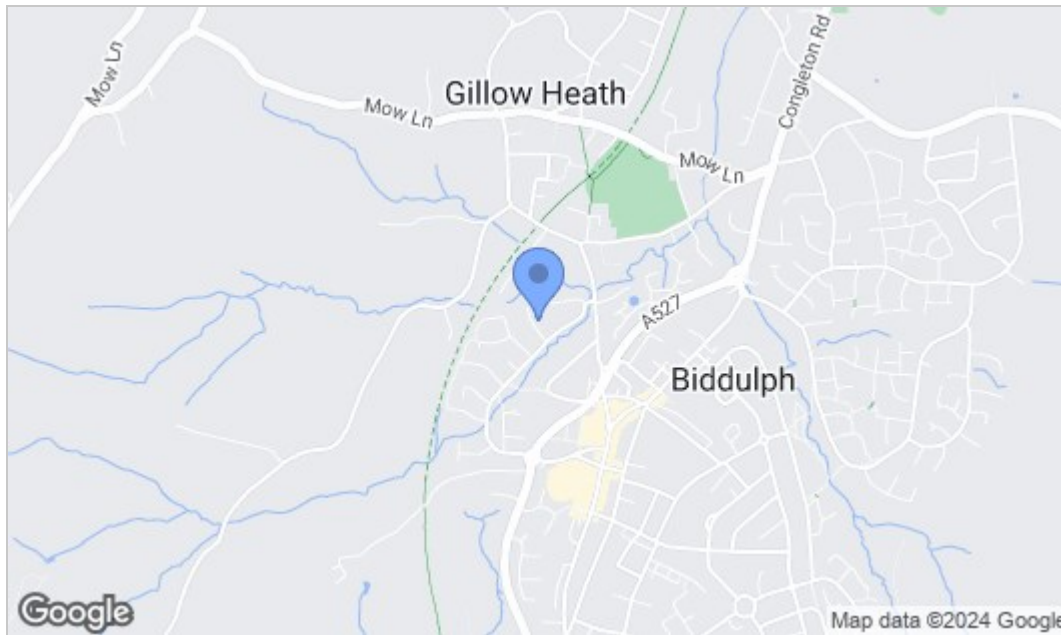 Mow Ln
Congleton Rd
Gillow Heath
Mow Ln
Mow Ln
A527
Biddulph
Google
Map data ©2024 Google